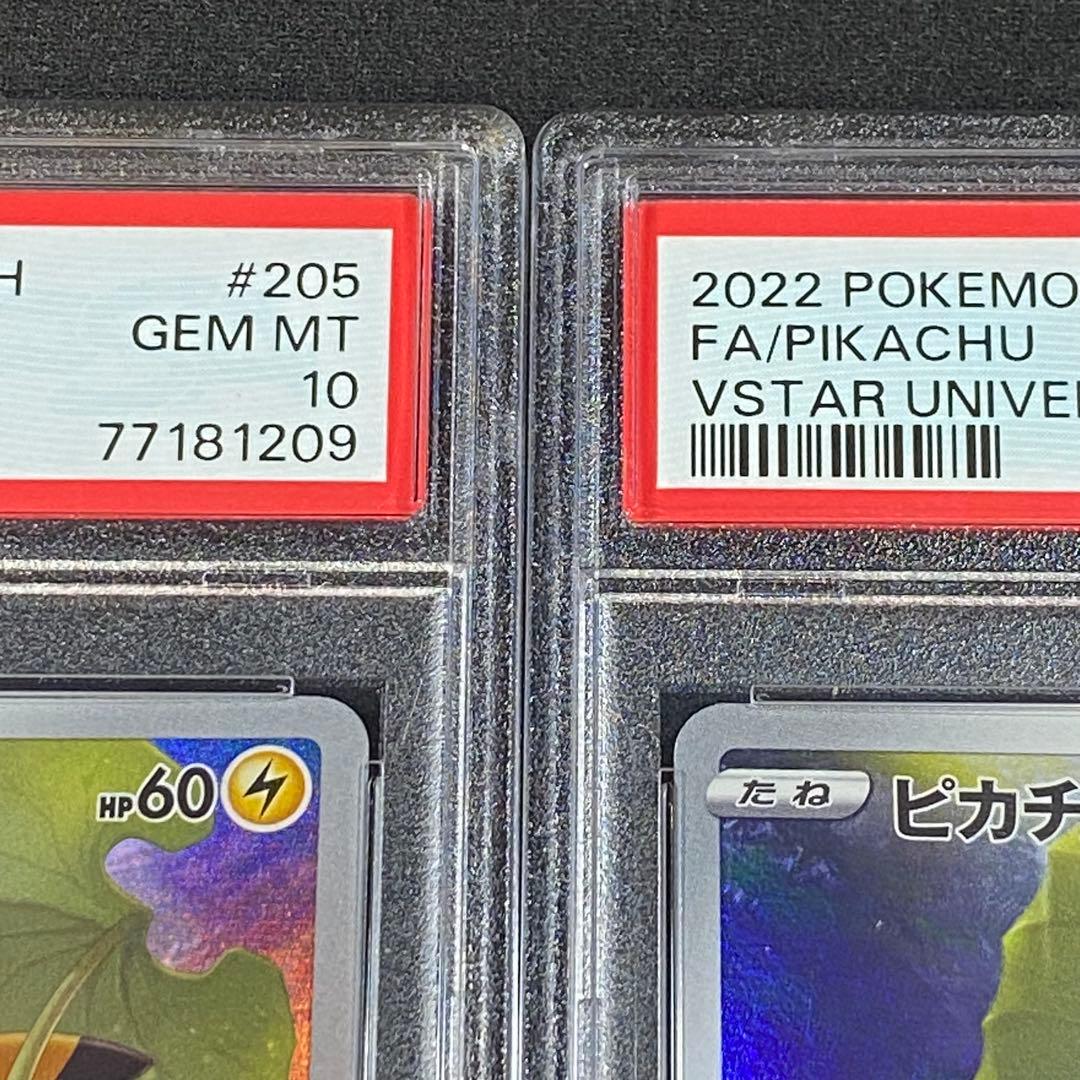 H #205
GEM MT
10
77181209
2022 POKEMO
FA/PIKACHU
VSTAR UNIVE
HP60
たね ピカチ